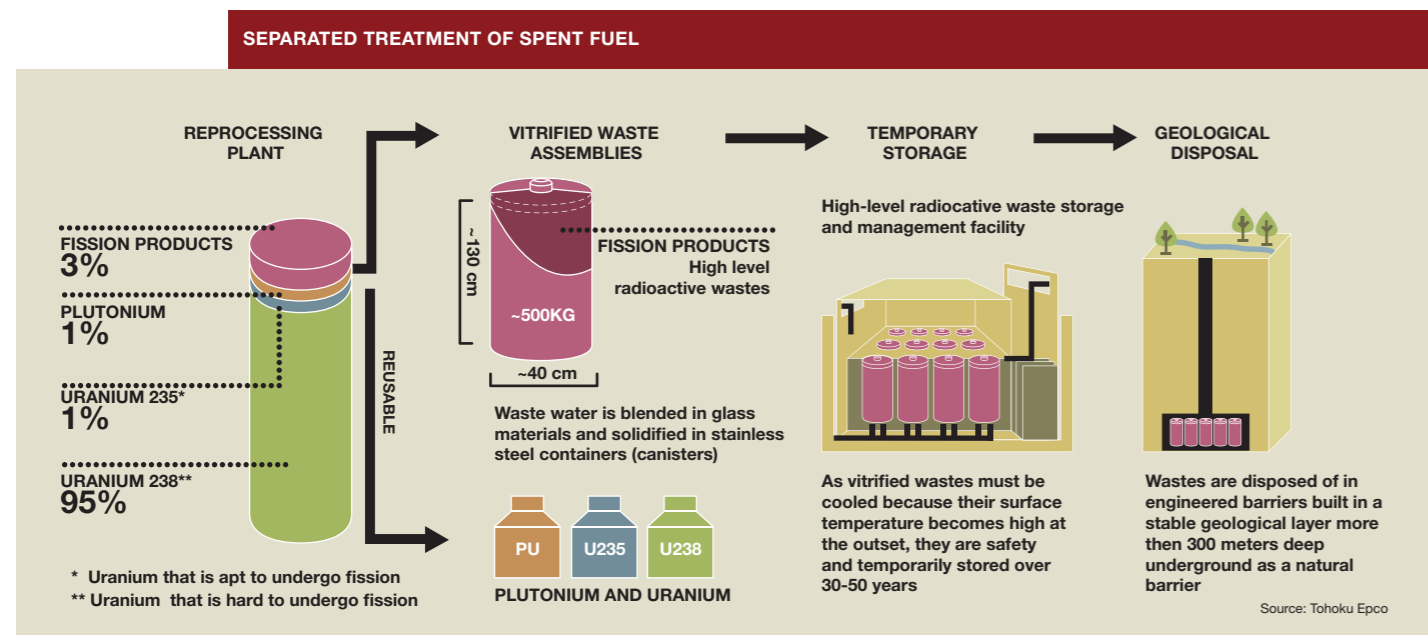 SEPARATED TREATMENT OF SPENT FUEL
REPROCESSING
PLANT
FISSION PRODUCTS
3%
PLUTONIUM
1%
URANIUM 235*
1%
URANIUM 238**
95%
REUSABLE
* Uranium that is apt to undergo fission
** Uranium that is hard to undergo fission
VITRIFIED WASTE
ASSEMBLIES
~130 cm
~500KG
~40 cm
FISSION PRODUCTS
High level
radioactive wastes
Waste water is blended in glass
materials and solidified in stainless
steel containers (canisters)
PU
U235
U238
PLUTONIUM AND URANIUM
TEMPORARY
STORAGE
High-level radiocative waste storage
and management facility
As vitrified wastes must be
cooled because their surface
temperature becomes high at
the outset, they are safety
and temporarily stored over
30-50 years
GEOLOGICAL
DISPOSAL
Wastes are disposed of in
engineered barriers built in a
stable geological layer more
then 300 meters deep
underground as a natural
barrier
Source: Tohoku Epco